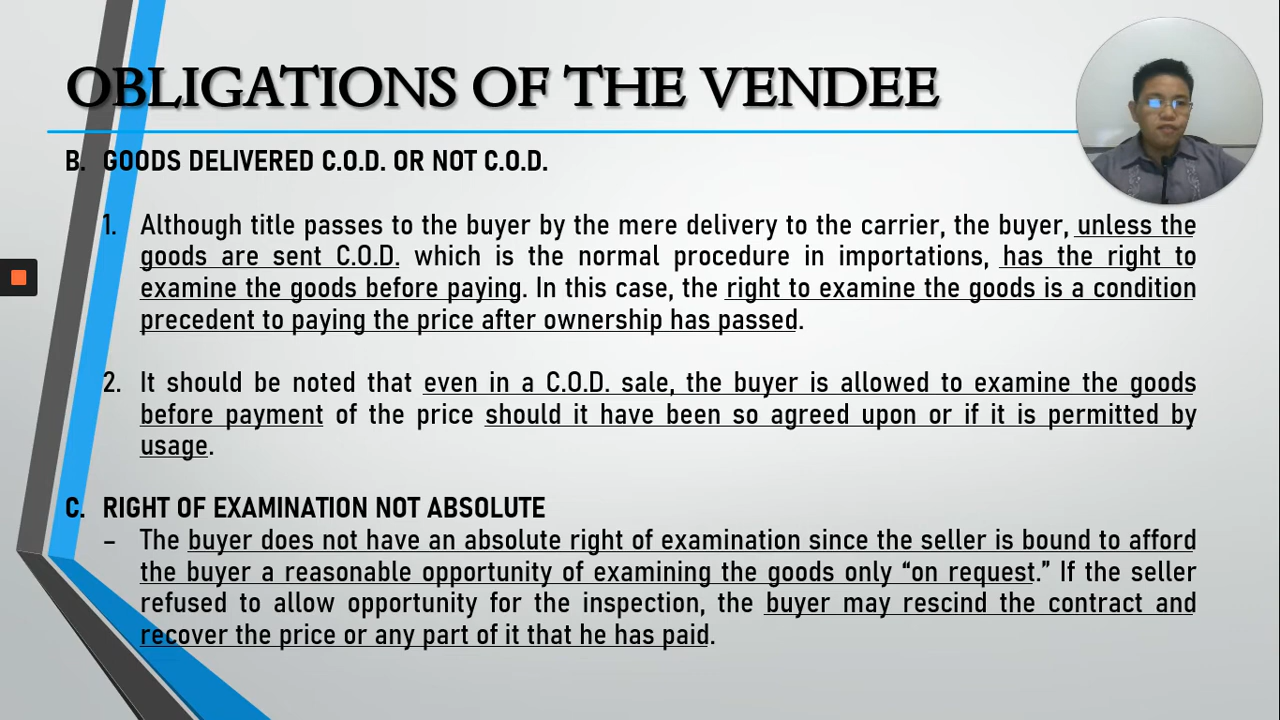 OBLIGATIONS OF THE VENDEE
B. GOODS DELIVERED C.O.D. OR NOT C.O.D.
1. Although title passes to the buyer by the mere delivery to the carrier, the buyer, unless the
goods are sent C.O.D. which is the normal procedure in importations, has the right to
examine the goods before paying. In this case, the right to examine the goods is a condition
precedent to paying the price after ownership has passed.
2. It should be noted that even in a C.O.D. sale, the buyer is allowed to examine the goods
before payment of the price should it have been so agreed upon or if it is permitted by
usage.
C. RIGHT OF EXAMINATION NOT ABSOLUTE
– The buyer does not have an absolute right of examination since the seller is bound to afford
the buyer a reasonable opportunity of examining the goods only “on request.” If the seller
refused to allow opportunity for the inspection, the buyer may rescind the contract and
recover the price or any part of it that he has paid.